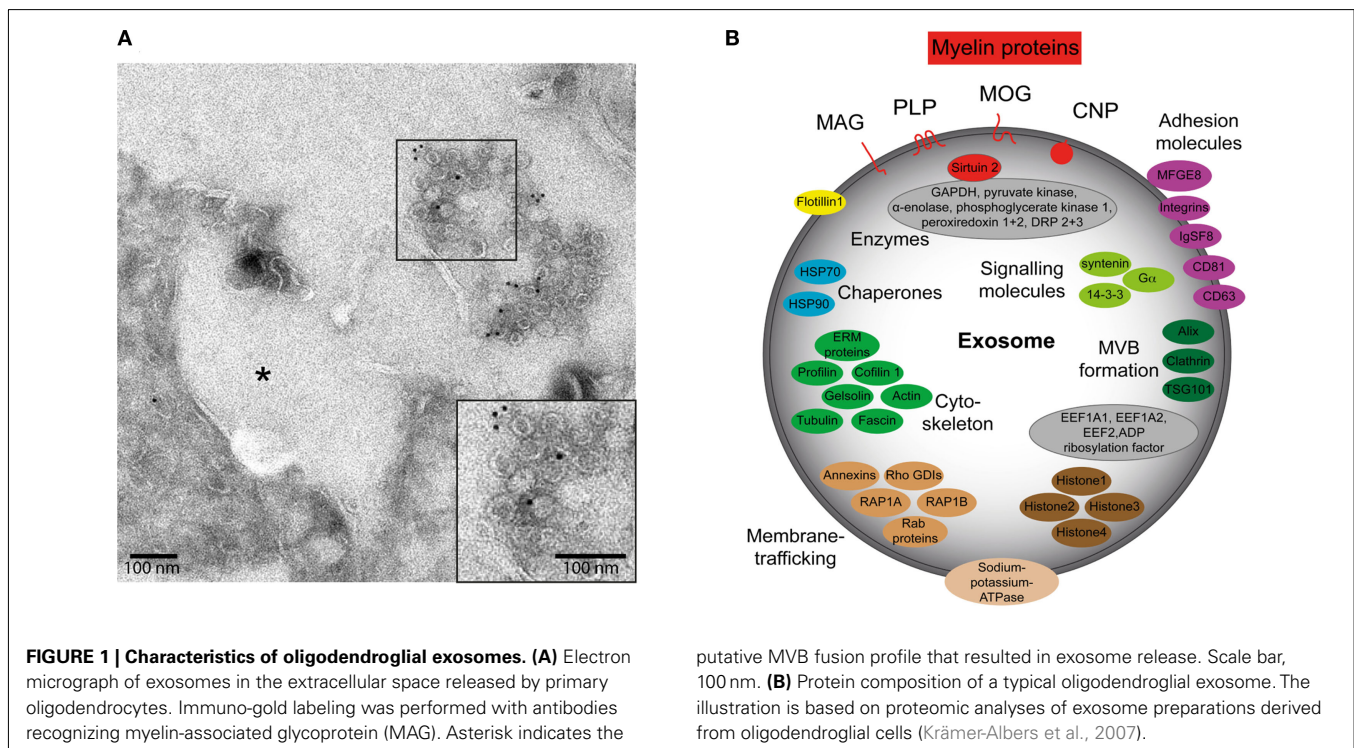 A
*
100 nm
100 nm
B
Myelin proteins
MAG
PLP
MOG
CNP
Adhesion
molecules
Sirtuin 2
MFGE8
Flotillin1
GAPDH, pyruvate kinase,
α-enolase, phosphoglycerate kinase 1,
peroxiredoxin 1+2, DRP 2+3
Integrins
Enzymes
IgSF8
HSP70
HSP90
Chaperones
Signalling
molecules
syntenin
Gα
14-3-3
CD81
CD63
Exosome
ERM
proteins
Profilin
Cofilin 1
Gelsolin
Actin
Tubulin
Fascin
Cyto-
skeleton
MVB
formation
Alix
Clathrin
TSG101
EEF1A1, EEF1A2,
EEF2,ADP
ribosylation factor
Annexins
Rho GDIs
RAP1A
RAP1B
Rab
proteins
Membrane-
trafficking
Histone1
Histone2
Histone3
Histone4
Sodium-
potassium-
ATPase
FIGURE 1 | Characteristics of oligodendroglial exosomes. (A) Electron
micrograph of exosomes in the extracellular space released by primary
oligodendrocytes. Immuno-gold labeling was performed with antibodies
recognizing myelin-associated glycoprotein (MAG). Asterisk indicates the
putative MVB fusion profile that resulted in exosome release. Scale bar,
100 nm. (B) Protein composition of a typical oligodendroglial exosome. The
illustration is based on proteomic analyses of exosome preparations derived
from oligodendroglial cells (Krämer-Albers et al., 2007).